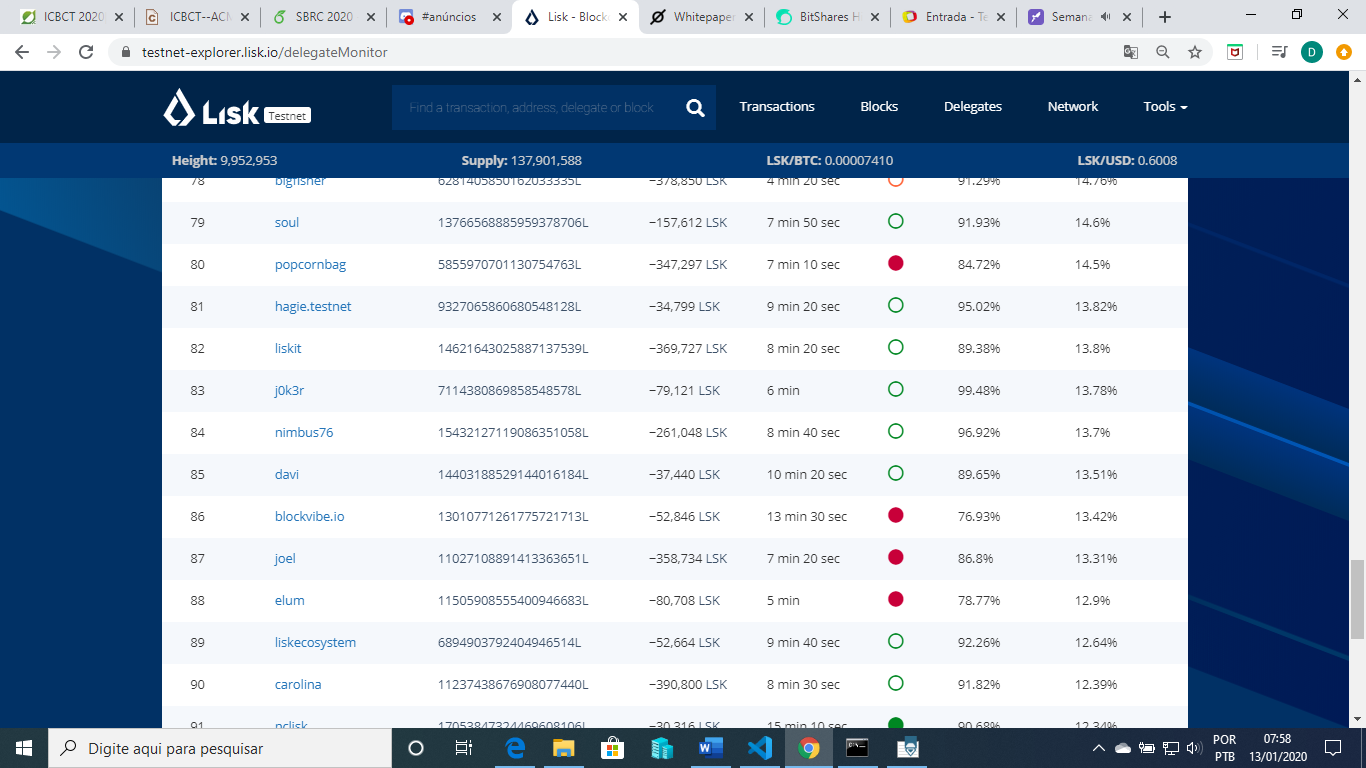 ICBCT 2020
ICBCT--ACM
SBRC 2020
#anúncios
Lisk - Block
Whitepaper
BitShares H
Entrada - Te
Semana
testnet-explorer.lisk.io/delegateMonitor
D
Lisk Testnet
Find a transaction, address, delegate or block
Transactions Blocks Delegates Network Tools
Height: 9,952,953 Supply: 137,901,588 LSK/BTC: 0.00007410 LSK/USD: 0.6008
78 bigfisher 6281405850162033335L ~378,850 LSK 4 min 20 sec 91.29% 14.76%
79 soul 13766568885959378706L ~157,612 LSK 7 min 50 sec 91.93% 14.6%
80 popcornbag 5855970701130754763L ~347,297 LSK 7 min 10 sec 84.72% 14.5%
81 hagie.testnet 9327065860680548128L ~34,799 LSK 9 min 20 sec 95.02% 13.82%
82 liskit 14621643025887137539L ~369,727 LSK 8 min 20 sec 89.38% 13.8%
83 j0k3r 7114380869858548578L ~79,121 LSK 6 min 99.48% 13.78%
84 nimbus76 15432127119086351058L ~261,048 LSK 8 min 40 sec 96.92% 13.7%
85 davi 14403188529144016184L ~37,440 LSK 10 min 20 sec 89.65% 13.51%
86 blockvibe.io 13010771261775721713L ~52,846 LSK 13 min 30 sec 76.93% 13.42%
87 joel 11027108891413363651L ~358,734 LSK 7 min 20 sec 86.8% 13.31%
88 elum 11505908555400946683L ~80,708 LSK 5 min 78.77% 12.9%
89 liskecosystem 6894903792404946514L ~52,664 LSK 9 min 40 sec 92.26% 12.64%
90 carolina 11237438676908077440L ~390,800 LSK 8 min 30 sec 91.82% 12.39%
91 nclisk 17053847324469608106L ~30,316 LSK 15 min 10 sec 90.68% 12.34%
Digite aqui para pesquisar
POR
PTB
07:58
13/01/2020